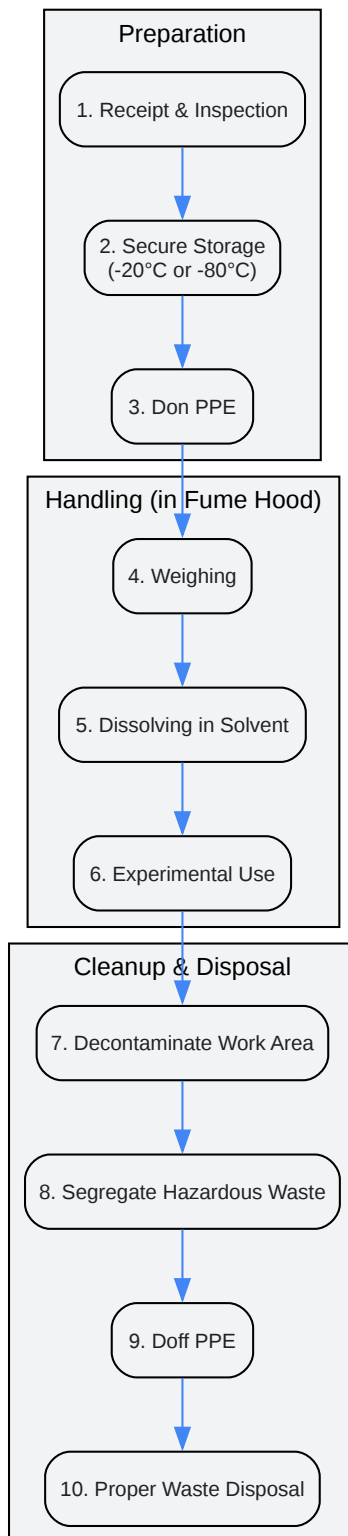 Preparation
1. Receipt & Inspection
2. Secure Storage
(-20°C or -80°C)
3. Don PPE
Handling (in Fume Hood)
4. Weighing
5. Dissolving in Solvent
6. Experimental Use
Cleanup & Disposal
7. Decontaminate Work Area
8. Segregate Hazardous Waste
9. Doff PPE
10. Proper Waste Disposal